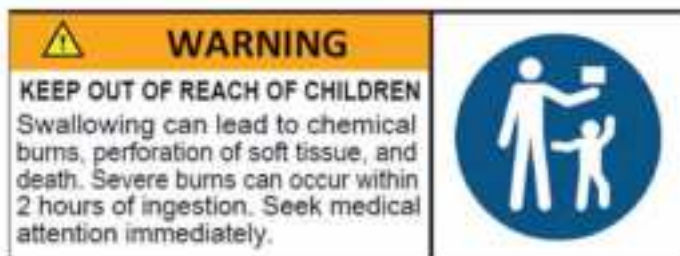 WARNING
KEEP OUT OF REACH OF CHILDREN
Swallowing can lead to chemical
burns, perforation of soft tissue, and
death. Severe burns can occur within
2 hours of ingestion. Seek medical
attention immediately.